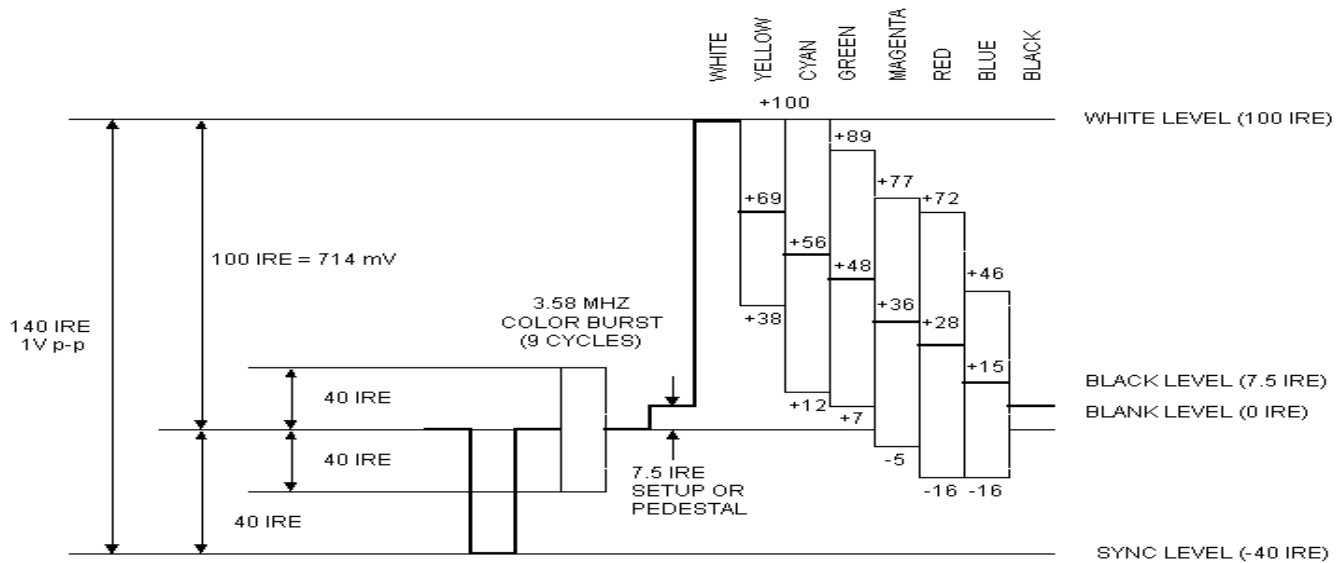 WHITE
YELLOW
CYAN
GREEN
MAGENTA
RED
BLUE
BLACK
+100
WHITE LEVEL (100 IRE)
+89
+77
+72
+69
+56
100 IRE = 714 mV
+48
+46
3.58 MHZ
COLOR BURST
(9 CYCLES)
+38
+36
+28
140 IRE
1V p-p
+15
BLACK LEVEL (7.5 IRE)
40 IRE
+12
+7
BLANK LEVEL (0 IRE)
40 IRE
-5
7.5 IRE
SETUP OR
PEDESTAL
-16
-16
40 IRE
SYNC LEVEL (-40 IRE)